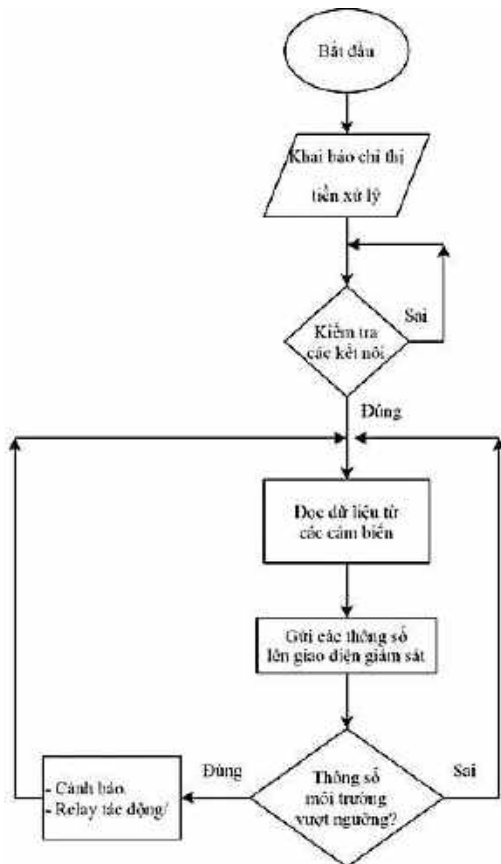 Bắt đầu
Khai báo chỉ thị
tiền xử lý
Sai
Kiểm tra
các kết nối
Đúng
Đọc dữ liệu từ
các cảm biến
Gửi các thông số
lên giao diện giám sát
Đúng
Sai
- Cảnh báo
- Relay tác động/
Thông số
môi trường
vượt ngưỡng?